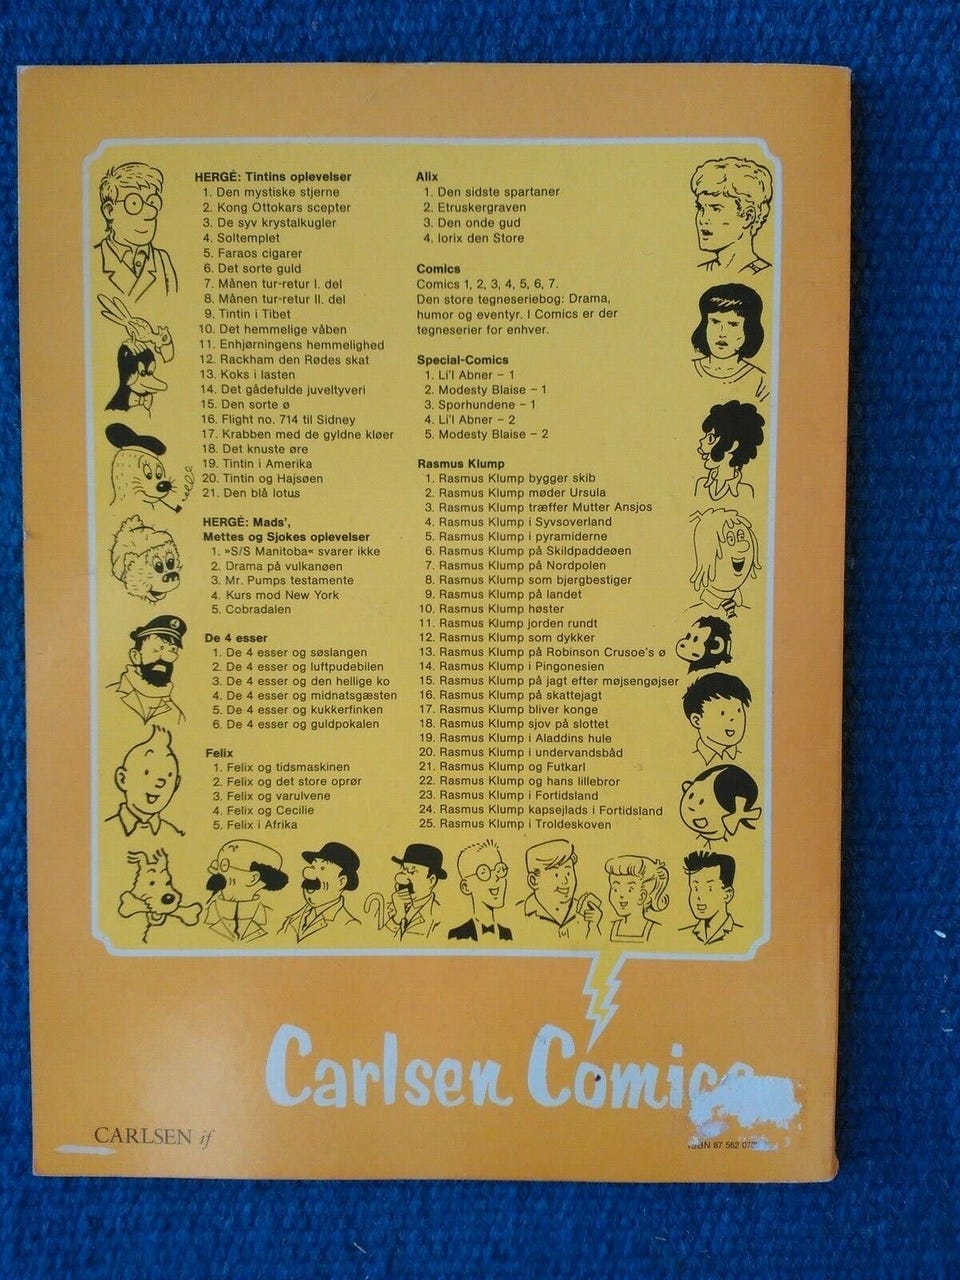 HERGÉ: Tintins oplevelser
1. Den mystiske stjerne
2. Kong Ottokars scepter
3. De syv krystalkugler
4. Soltemplet
5. Faraos cigarer
6. Det sorte guld
7. Månen tur-retur I. del
8. Månen tur-retur II. del
9. Tintin i Tibet
10. Det hemmelige våben
11. Enhjørningens hemmelighed
12. Rackham den Rødes skat
13. Koks i lasten
14. Det gådefulde juveltyveri
15. Den sorte ø
16. Flight no. 714 til Sidney
17. Krabben med de gyldne kløer
18. Det knuste øre
19. Tintin i Amerika
20. Tintin og Hajsøen
21. Den blå lotus
HERGÉ: Mads',
Mettes og Sjokes oplevelser
1. »S/S Manitoba« svarer ikke
2. Drama på vulkanøen
3. Mr. Pumps testamente
4. Kurs mod New York
5. Cobradalen
De 4 esser
1. De 4 esser og søslangen
2. De 4 esser og luftpudebilen
3. De 4 esser og den hellige ko
4. De 4 esser og midnatsgæsten
5. De 4 esser og kukkerfinken
6. De 4 esser og guldpokalen
Felix
1. Felix og tidsmaskinen
2. Felix og det store oprør
3. Felix og varulvene
4. Felix og Cecilie
5. Felix i Afrika
Alix
1. Den sidste spartaner
2. Etruskergraven
3. Den onde gud
4. Iorix den Store
Comics
Comics 1, 2, 3, 4, 5, 6, 7.
Den store tegneseriebog: Drama,
humor og eventyr. I Comics er der
tegneserier for enhver.
Special-Comics
1. Li'l Abner – 1
2. Modesty Blaise – 1
3. Sporhundene – 1
4. Li'l Abner – 2
5. Modesty Blaise – 2
Rasmus Klump
1. Rasmus Klump bygger skib
2. Rasmus Klump møder Ursula
3. Rasmus Klump træffer Mutter Ansjos
4. Rasmus Klump i Syvsoverland
5. Rasmus Klump i pyramiderne
6. Rasmus Klump på Skildpaddeøen
7. Rasmus Klump på Nordpolen
8. Rasmus Klump som bjergbestiger
9. Rasmus Klump på landet
10. Rasmus Klump høster
11. Rasmus Klump jorden rundt
12. Rasmus Klump som dykker
13. Rasmus Klump på Robinson Crusoe's ø
14. Rasmus Klump i Pingonesien
15. Rasmus Klump på jagt efter møjsengøjser
16. Rasmus Klump på skattejagt
17. Rasmus Klump bliver konge
18. Rasmus Klump sjov på slottet
19. Rasmus Klump i Aladdins hule
20. Rasmus Klump i undervandsbåd
21. Rasmus Klump og Futkarl
22. Rasmus Klump og hans lillebror
23. Rasmus Klump i Fortidsland
24. Rasmus Klump kapsejlads i Fortidsland
25. Rasmus Klump i Troldeskoven
Carlsen Comics
CARLSEN if
ISBN 87 562